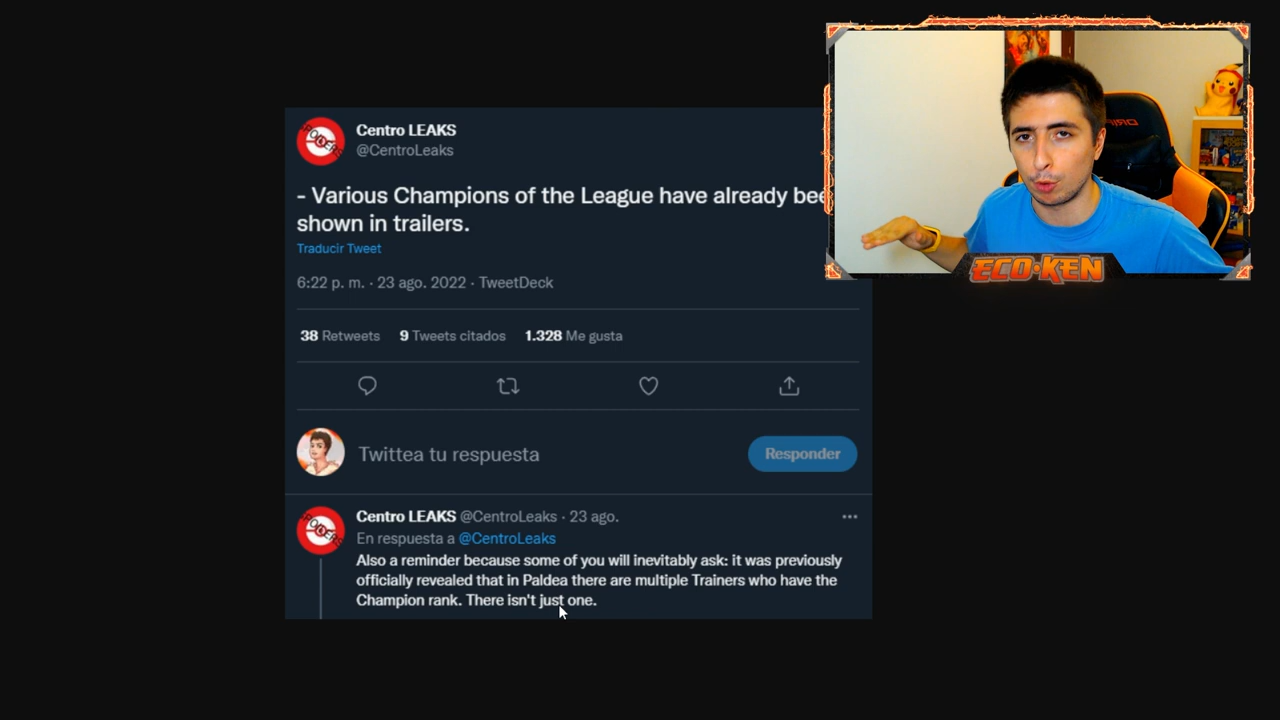 Centro LEAKS
@CentroLeaks
- Various Champions of the League have already
shown in trailers.
Traducir Tweet
6:22 p. m. · 23 ago. 2022 · TweetDeck
38 Retweets 9 Tweets citados 1.328 Me gusta
Twittea tu respuesta
Responder
Centro LEAKS @CentroLeaks · 23 ago.
En respuesta a @CentroLeaks
Also a reminder because some of you will inevitably ask: it was previously
officially revealed that in Paldea there are multiple Trainers who have the
Champion rank. There isn't just one.
ECO·KEN